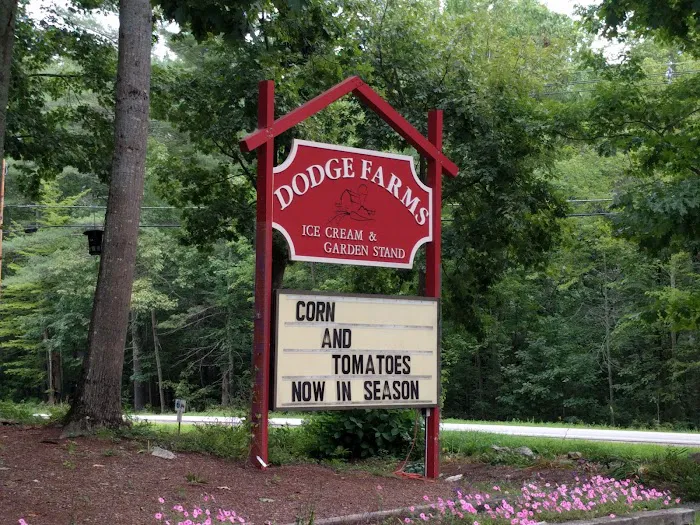 DODGE FARMS
ICE CREAM &
GARDEN STAND
CORN
AND
TOMATOES
NOW IN SEASON